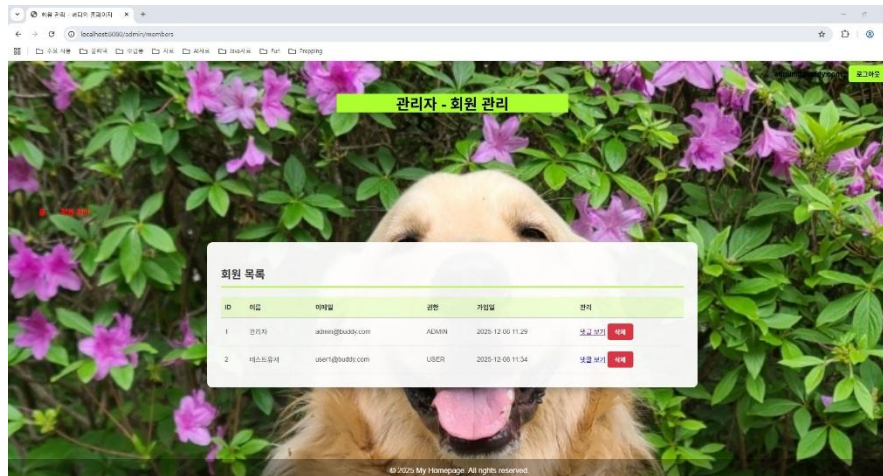 회원 관리 - 버디의 홈페이지
localhost:8080/admin/members
Fun
로그아웃
관리자 - 회원 관리
회원 목록
ID 이름 이메일 권한 가입일 관리
1 관리자 admin@buddy.com ADMIN 2025-12-08 11:29 댓글 보기 삭제
2 테스트유저 user1@buddy.com USER 2025-12-08 11:34 댓글 보기 삭제
© 2025 My Homepage. All rights reserved.